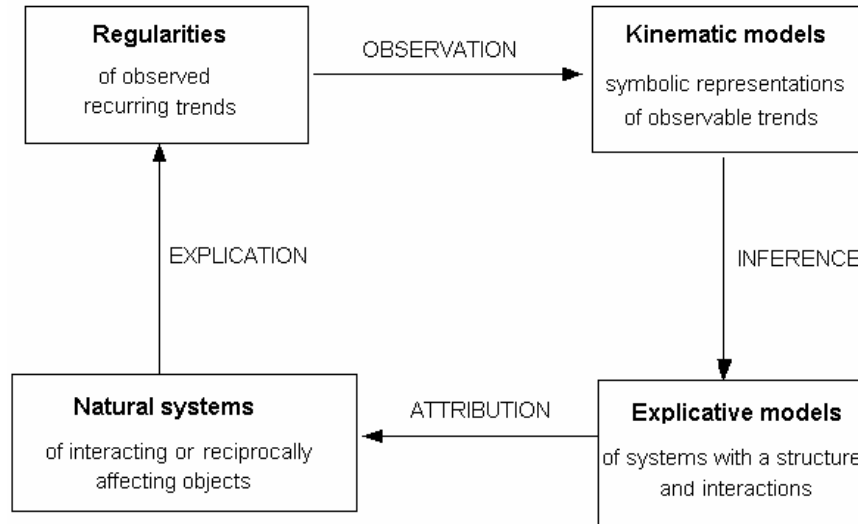 Regularities
of observed
recurring trends
OBSERVATION
Kinematic models
symbolic representations
of observable trends
EXPLICATION
INFERENCE
Natural systems
of interacting or reciprocally
affecting objects
ATTRIBUTION
Explicative models
of systems with a structure
and interactions